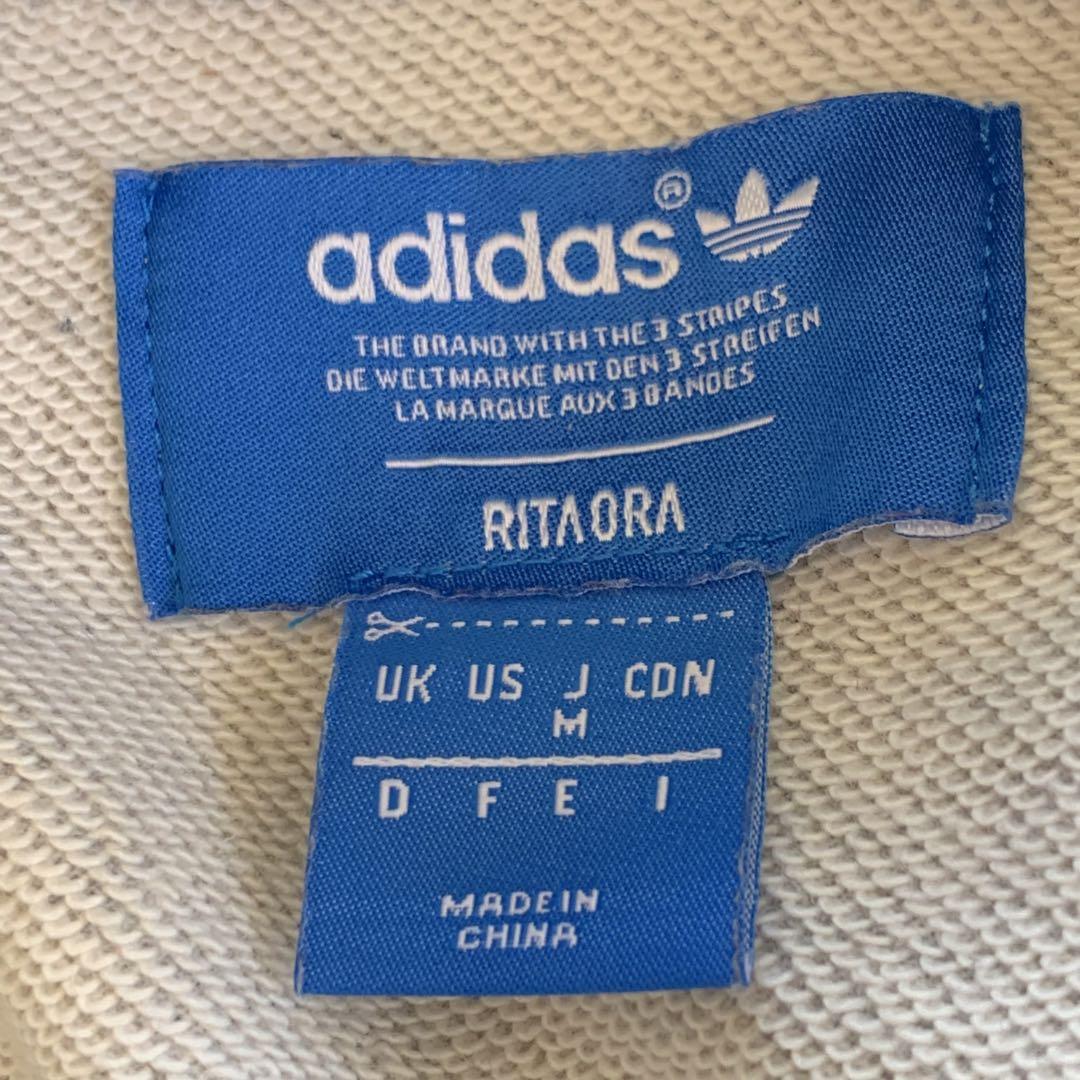 adidas®
THE BRAND WITH THE 3 STRIPES
DIE WELTMARKE MIT DEN 3 STREIFEN
LA MARQUE AUX 3 BANDES
RITA ORA
UK US J CDN
M
D F E I
MADE IN
CHINA